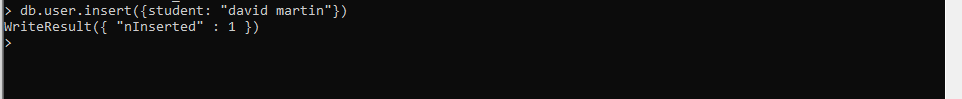 > db.user.insert({student: "david martin"})
WriteResult({ "nInserted" : 1 })
>